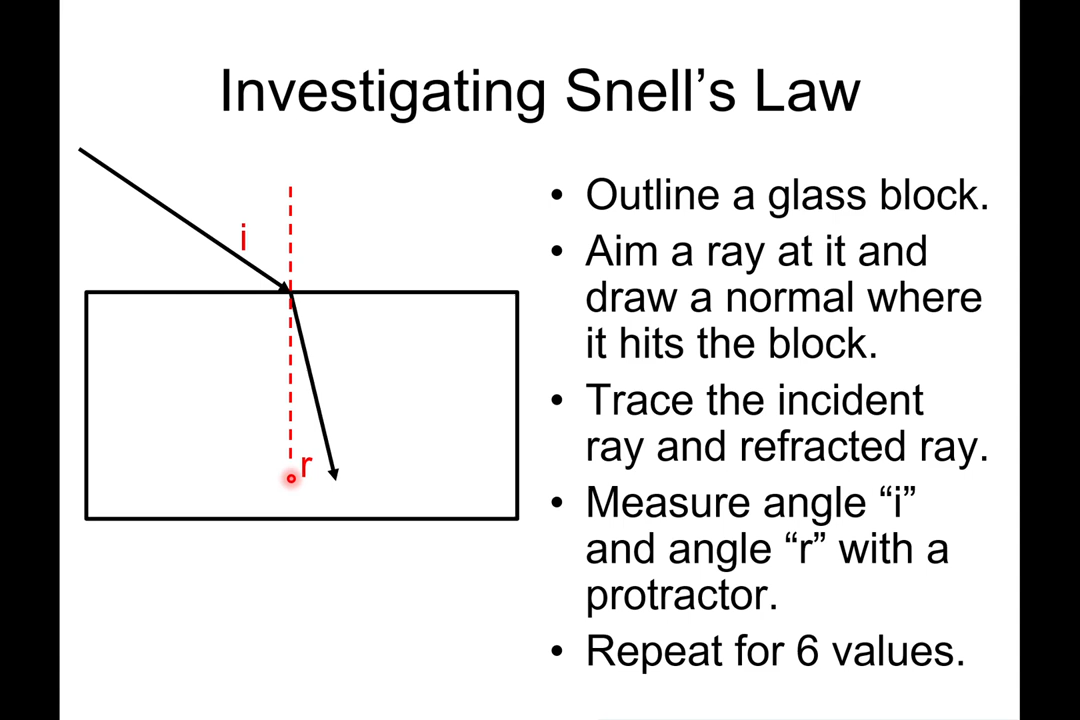 Investigating Snell’s Law
i
r
• Outline a glass block.
• Aim a ray at it and
draw a normal where
it hits the block.
• Trace the incident
ray and refracted ray.
• Measure angle “i”
and angle “r” with a
protractor.
• Repeat for 6 values.